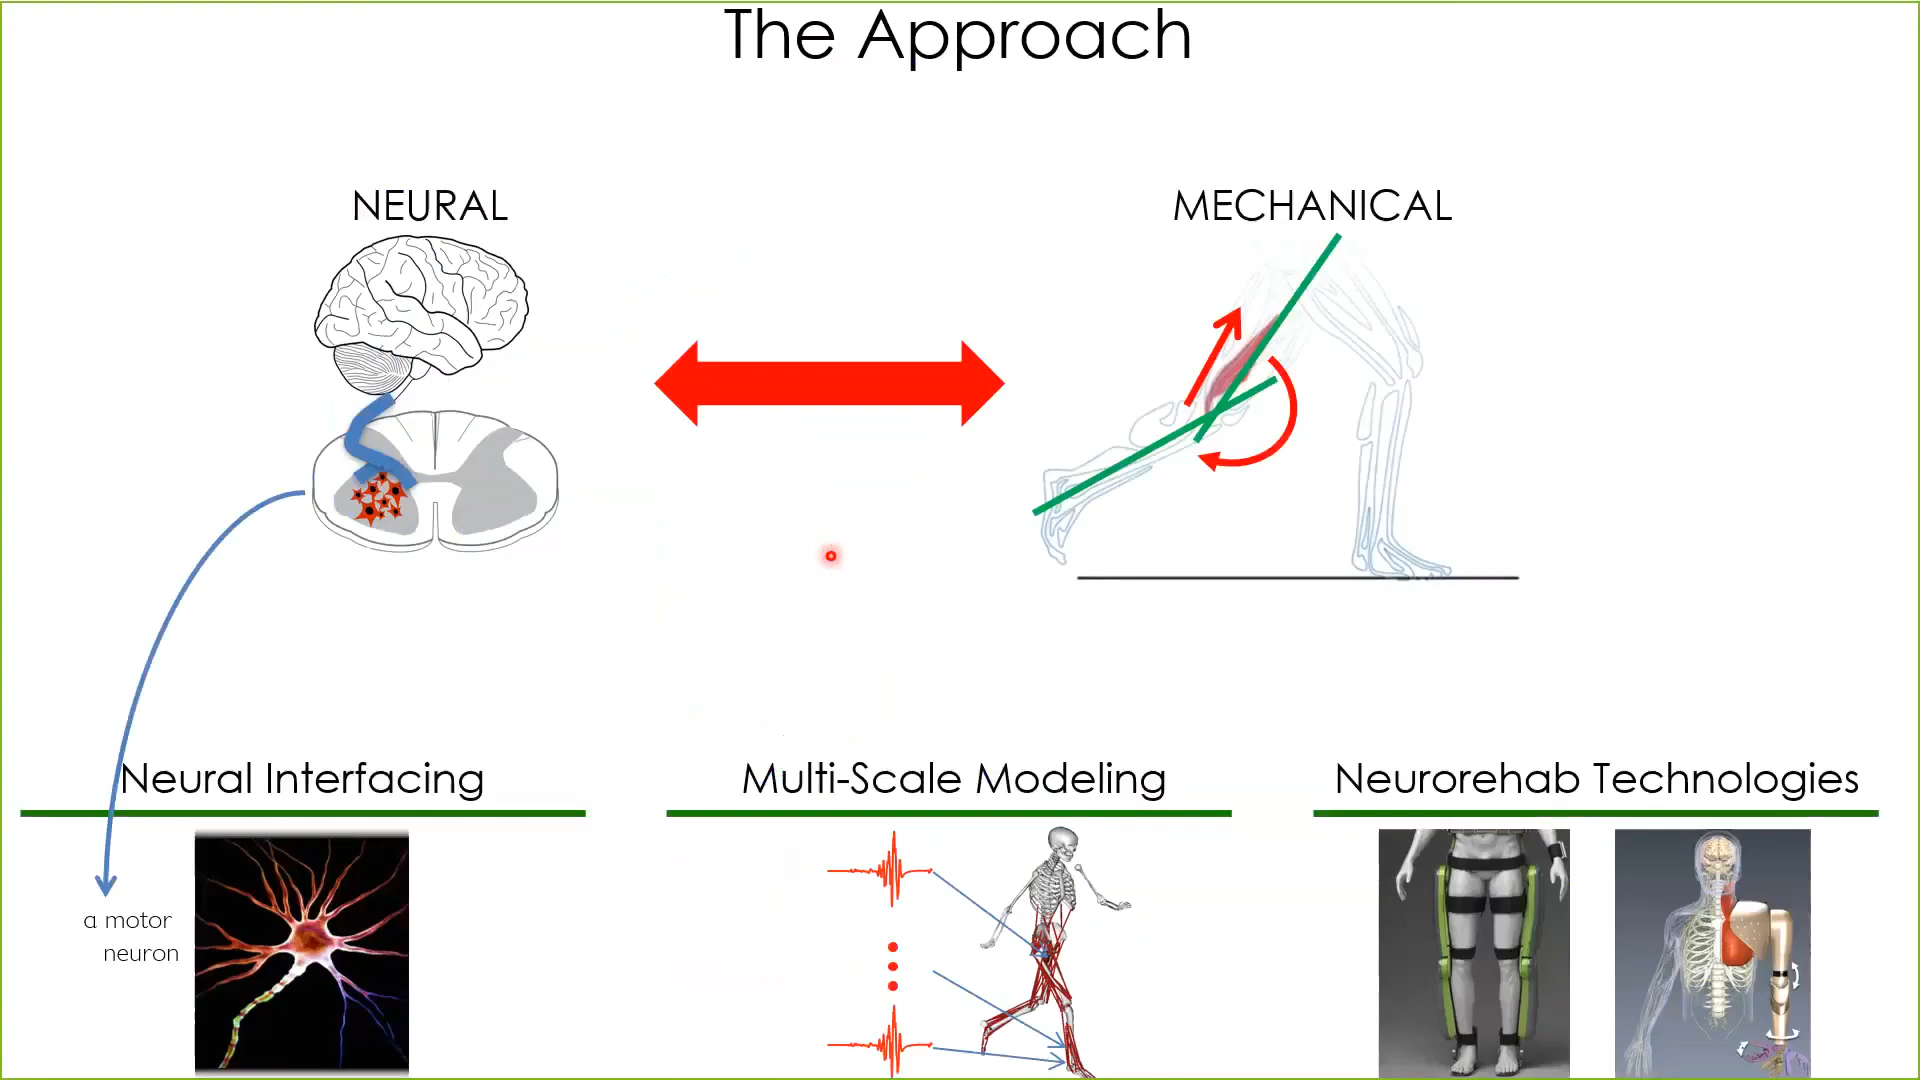 The Approach
NEURAL
MECHANICAL
Neural Interfacing
Multi-Scale Modeling
Neurorehab Technologies
a motor
neuron